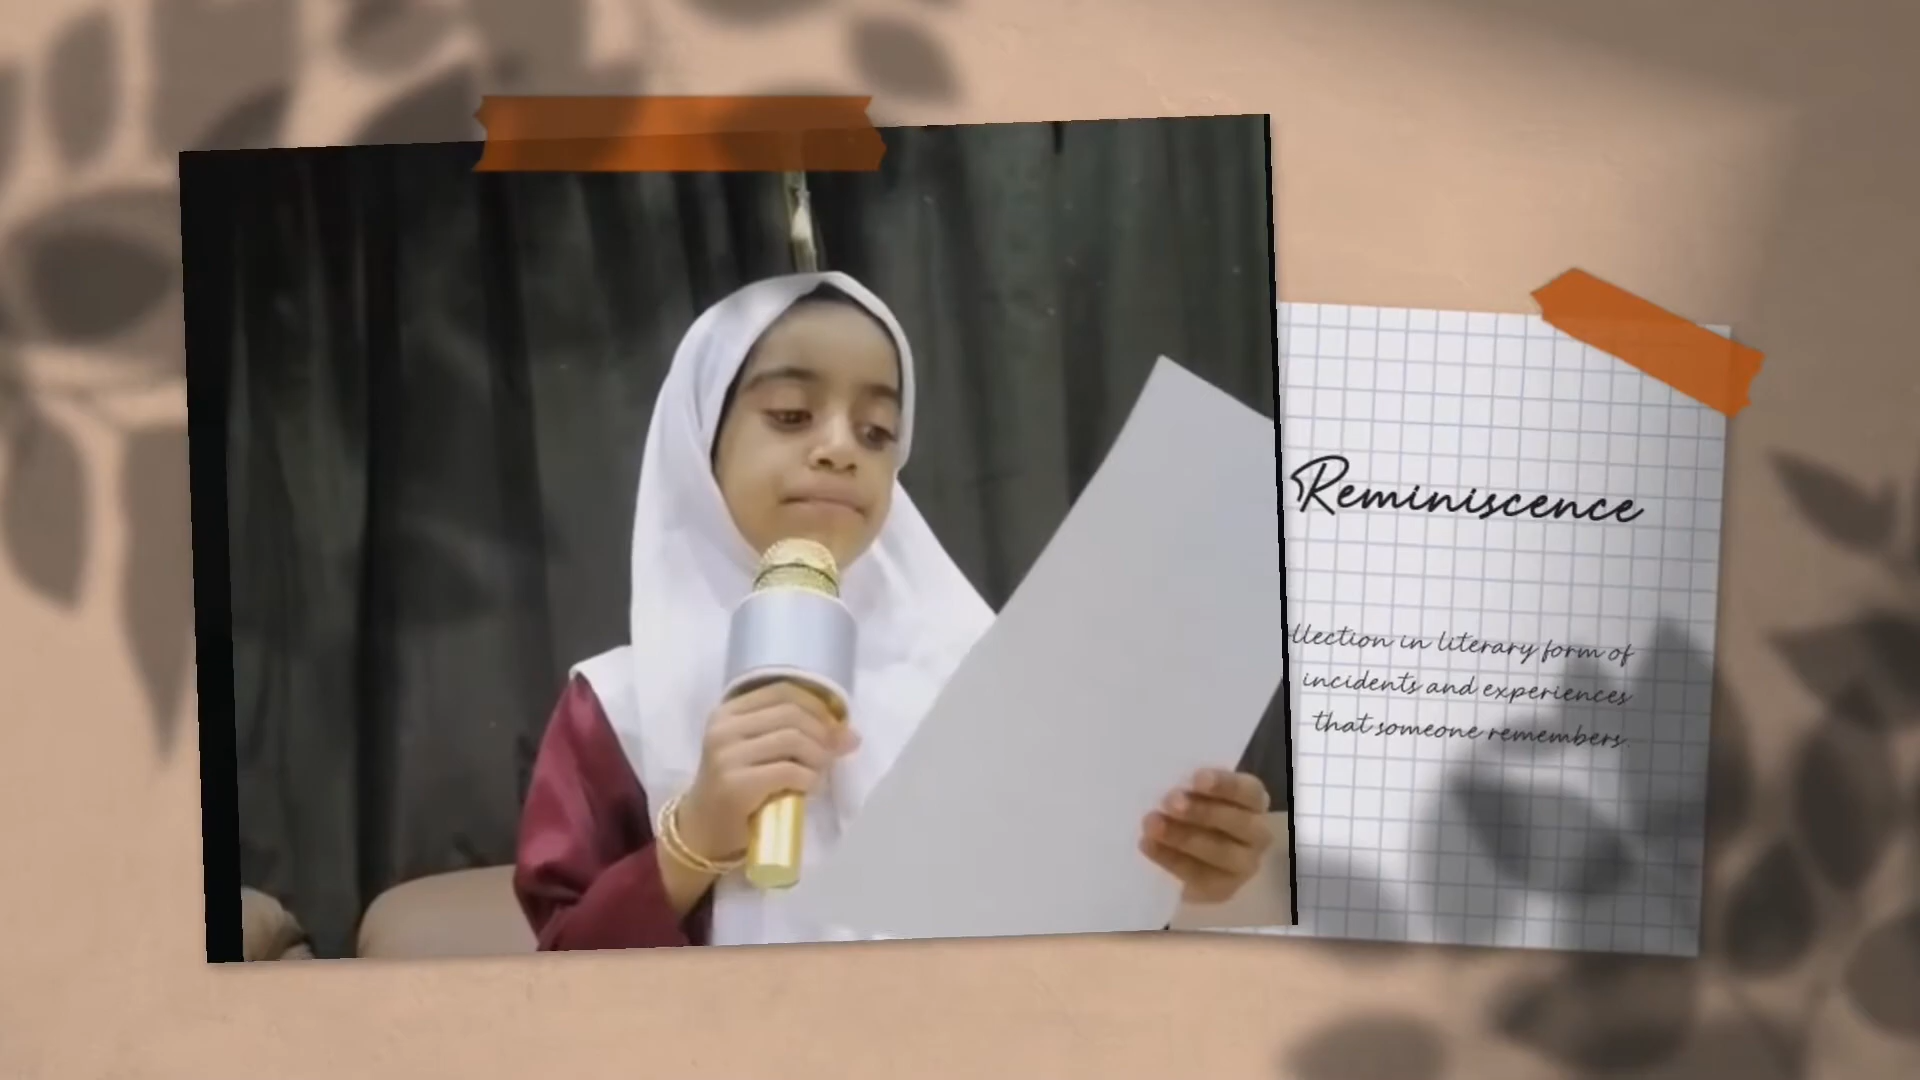 Reminiscence
llection in literary form of
incidents and experiences
that someone remembers.